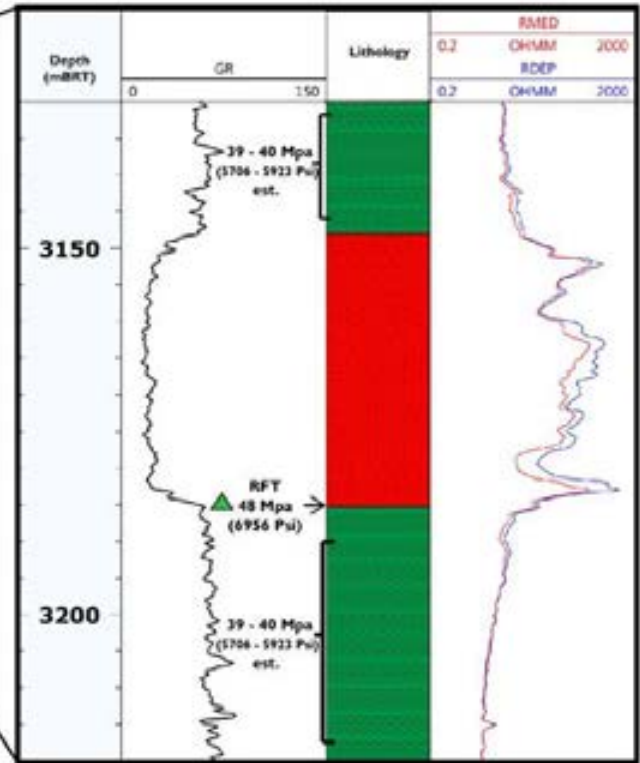 Depth
(mBRT)
GR
0 150
Lithology
RMED
0.2 OHMM 2000
RDEP
0.2 OHMM 2000
39 - 40 Mpa
(5706 - 5923 Psi)
est.
3150
RFT
48 Mpa
(6956 Psi)
3200
39 - 40 Mpa
(5706 - 5923 Psi)
est.